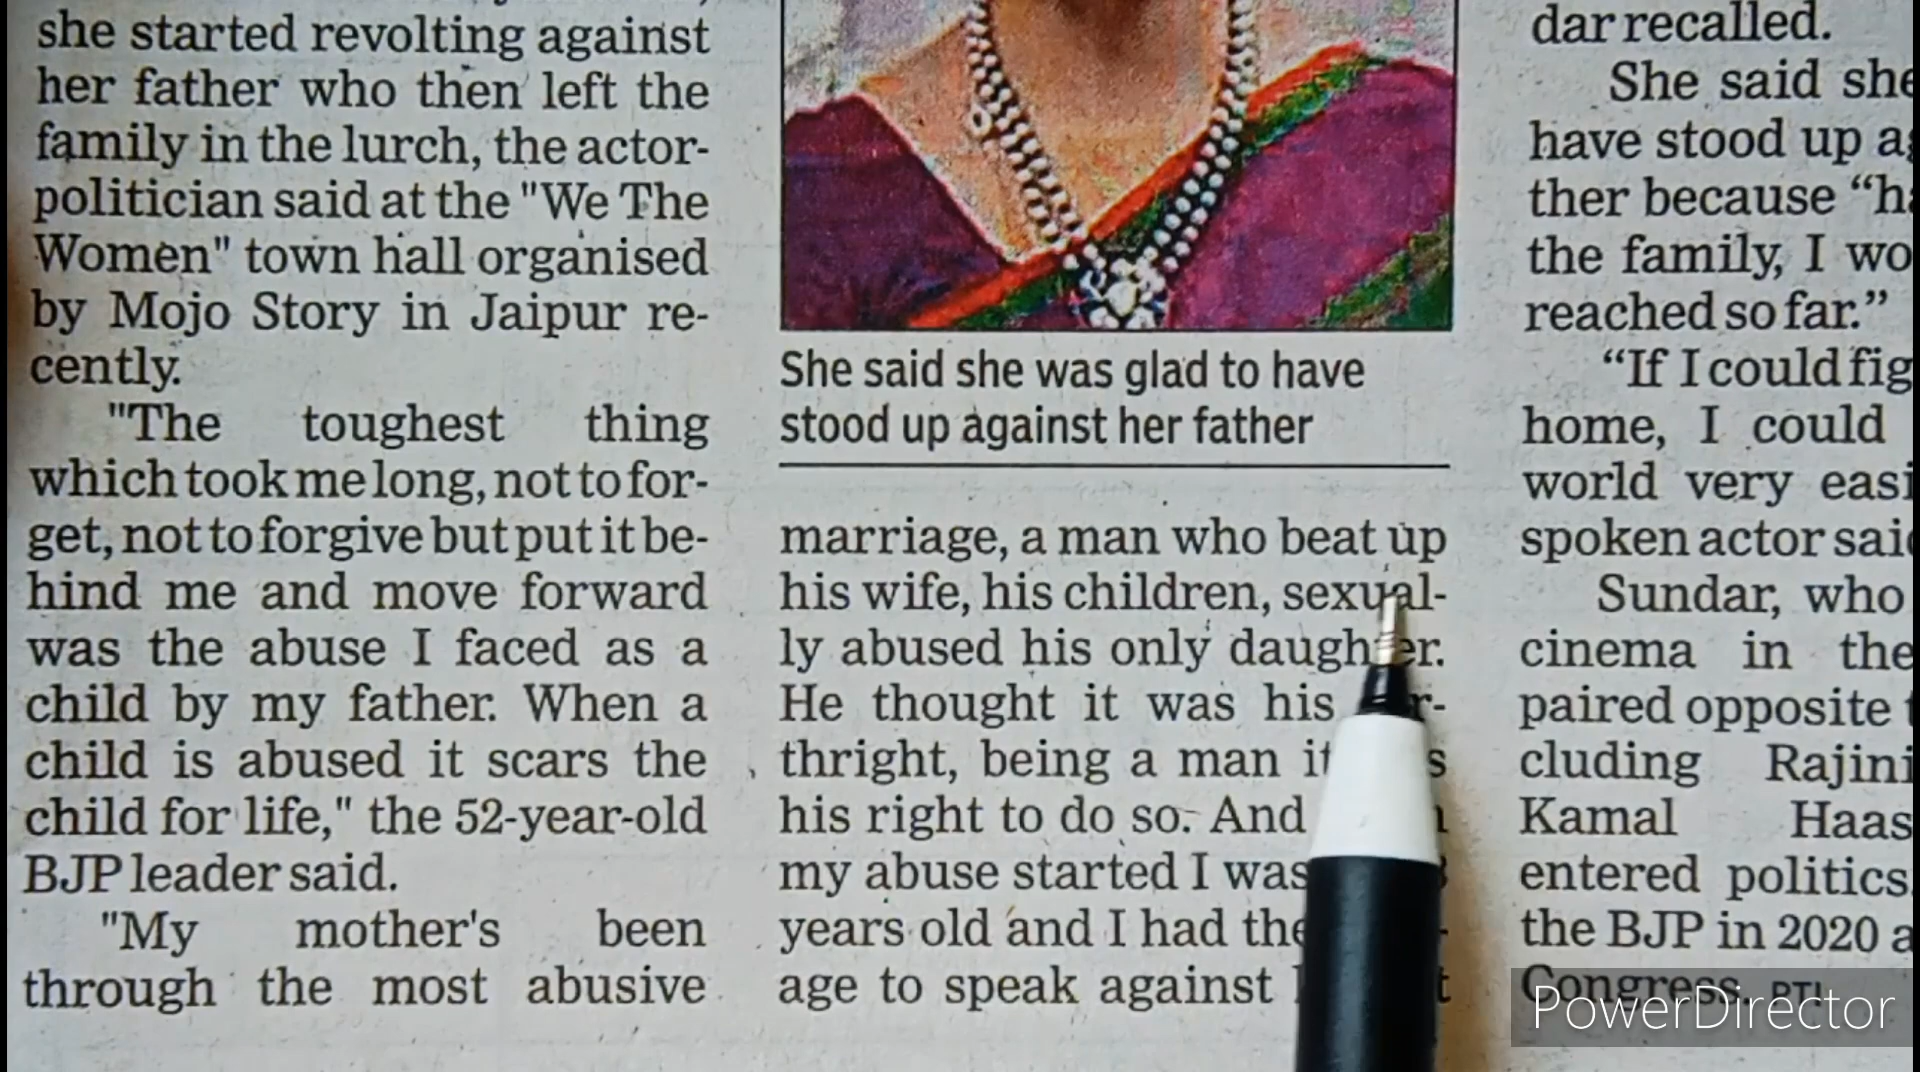 she started revolting against
her father who then left the
family in the lurch, the actor-
politician said at the "We The
Women" town hall organised
by Mojo Story in Jaipur re-
cently.
"The toughest thing
which took me long, not to for-
get, not to forgive but put it be-
hind me and move forward
was the abuse I faced as a
child by my father. When a
child is abused it scars the
child for life," the 52-year-old
BJP leader said.
"My mother's been
through the most abusive
She said she was glad to have
stood up against her father
marriage, a man who beat up
his wife, his children, sexual-
ly abused his only daughter.
He thought it was his
thright, being a man it
his right to do so. And
my abuse started I was
years old and I had the
age to speak against
dar recalled.
She said she
have stood up
ther because
the family, I
reached so far.”
“If I could
home, I could
world very
spoken actor
Sundar, who
cinema in the
paired opposite
cluding
Kamal
entered politics
the BJP in 2020
Congress. PTI
PowerDirector